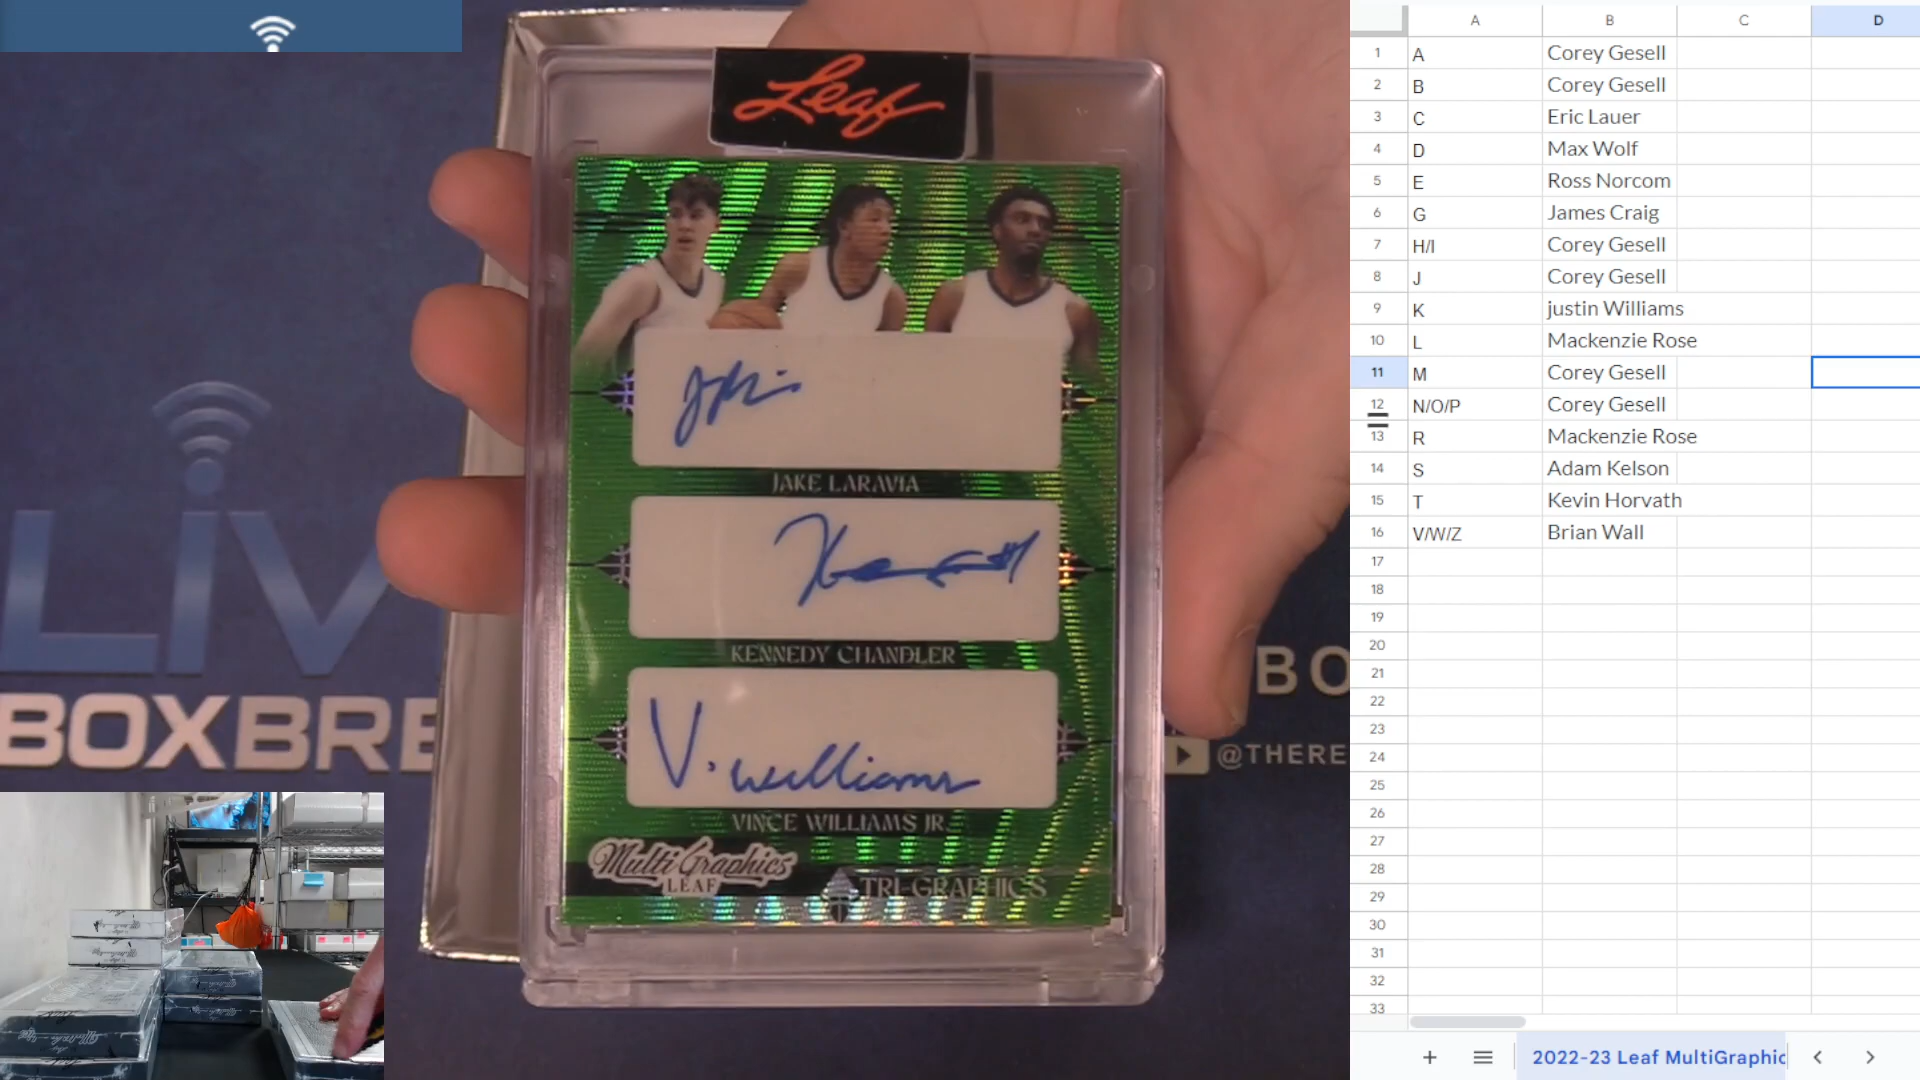 Leaf
JAKE LARAVIA
KENNEDY CHANDLER
V. Williams
VINCE WILLIAMS JR.
MultiGraphics
LEAF
TRI-GRAPHICS
LIV
BOXBRE
BO
@THERE
A B C D
1 A Corey Gesell
2 B Corey Gesell
3 C Eric Lauer
4 D Max Wolf
5 E Ross Norcom
6 G James Craig
7 H/I Corey Gesell
8 J Corey Gesell
9 K justin Williams
10 L Mackenzie Rose
11 M Corey Gesell
12 N/O/P Corey Gesell
13 R Mackenzie Rose
14 S Adam Kelson
15 T Kevin Horvath
16 V/W/Z Brian Wall
17
18
19
20
21
22
23
24
25
26
27
28
29
30
31
32
33
2022-23 Leaf MultiGraphic